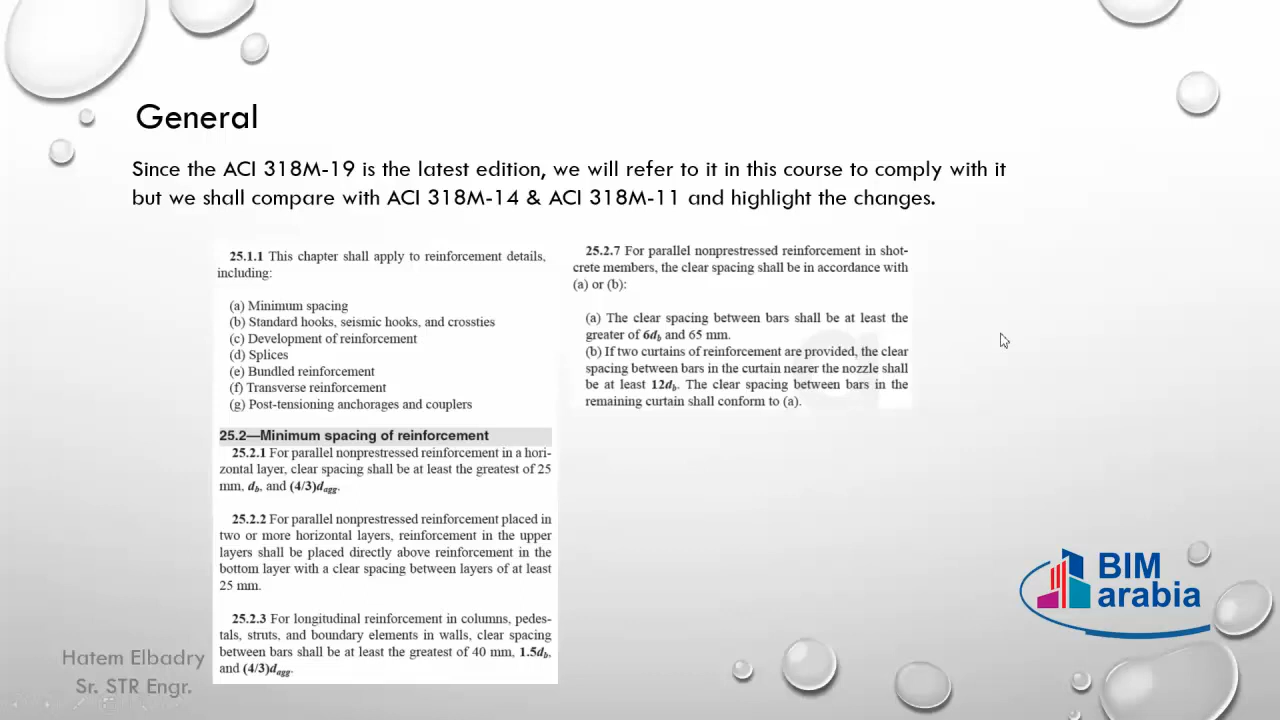 General
Since the ACI 318M-19 is the latest edition, we will refer to it in this course to comply with it
but we shall compare with ACI 318M-14 & ACI 318M-11 and highlight the changes.
25.1.1 This chapter shall apply to reinforcement details,
including:
(a) Minimum spacing
(b) Standard hooks, seismic hooks, and crossties
(c) Development of reinforcement
(d) Splices
(e) Bundled reinforcement
(f) Transverse reinforcement
(g) Post-tensioning anchorages and couplers
25.2—Minimum spacing of reinforcement
25.2.1 For parallel nonprestressed reinforcement in a hori-
zontal layer, clear spacing shall be at least the greatest of 25
mm, db, and (4/3)dagg.
25.2.2 For parallel nonprestressed reinforcement placed in
two or more horizontal layers, reinforcement in the upper
layers shall be placed directly above reinforcement in the
bottom layer with a clear spacing between layers of at least
25 mm.
25.2.3 For longitudinal reinforcement in columns, pedes-
tals, struts, and boundary elements in walls, clear spacing
between bars shall be at least the greatest of 40 mm, 1.5db,
and (4/3)dagg.
25.2.7 For parallel nonprestressed reinforcement in shot-
crete members, the clear spacing shall be in accordance with
(a) or (b):
(a) The clear spacing between bars shall be at least the
greater of 6db and 65 mm.
(b) If two curtains of reinforcement are provided, the clear
spacing between bars in the curtain nearer the nozzle shall
be at least 12db. The clear spacing between bars in the
remaining curtain shall conform to (a).
BIM
arabia
Hatem Elbadry
Sr. STR Engr.